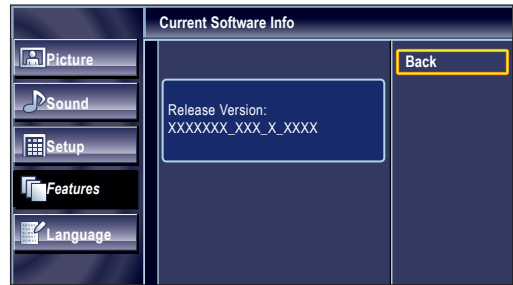 Current Software Info
Picture
Sound
Setup
Features
Language
Release Version:
XXXXXXX_XXX_X_XXXX
Back